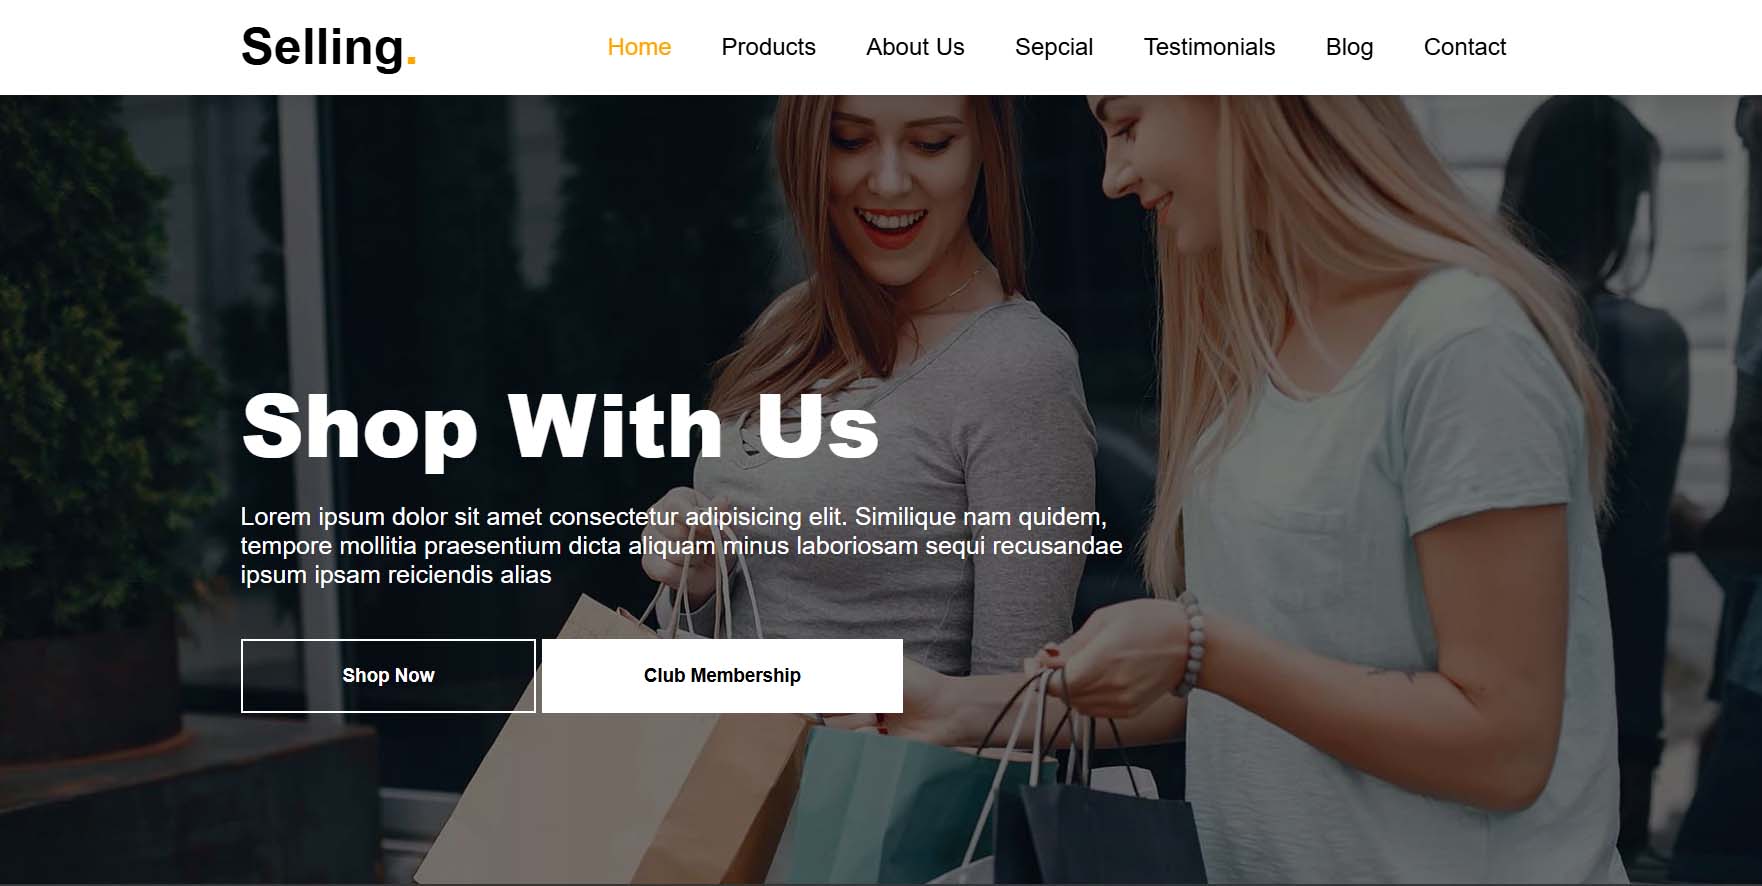 Selling.
Home Products About Us Sepcial Testimonials Blog Contact
Shop With Us
Lorem ipsum dolor sit amet consectetur adipisicing elit. Similique nam quidem,
tempore mollitia praesentium dicta aliquam minus laboriosam sequi recusandae
ipsum ipsam reiciendis alias
Shop Now
Club Membership